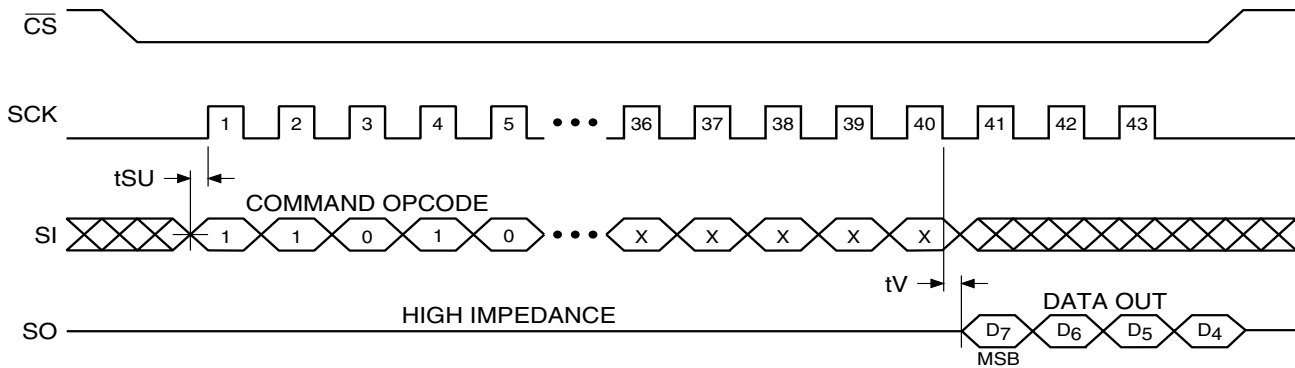 CS
SCK
1 2 3 4 5 ••• 36 37 38 39 40 41 42 43
tSU
COMMAND OPCODE
SI
1 1 0 1 0 ••• X X X X X
tV
HIGH IMPEDANCE
DATA OUT
SO
D7 D6 D5 D4
MSB